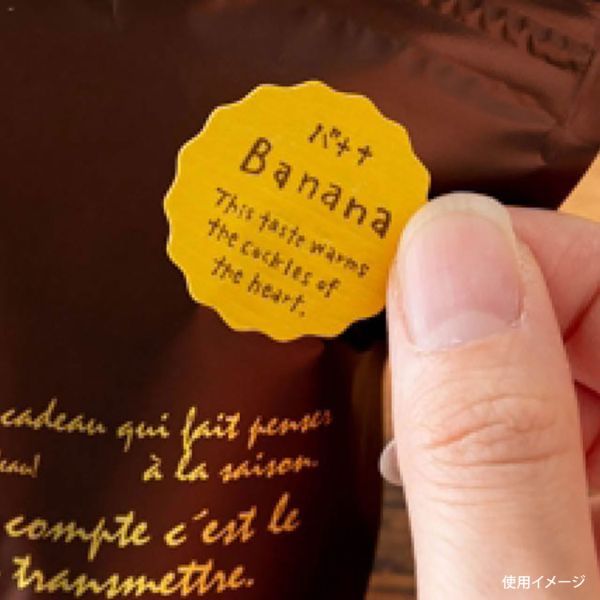 バナナ
Banana
This taste warms
the cockles of
the heart.
cadeau qui fait penser
eau! à la saison.
compte c'est le
transmettre.
使用イメージ